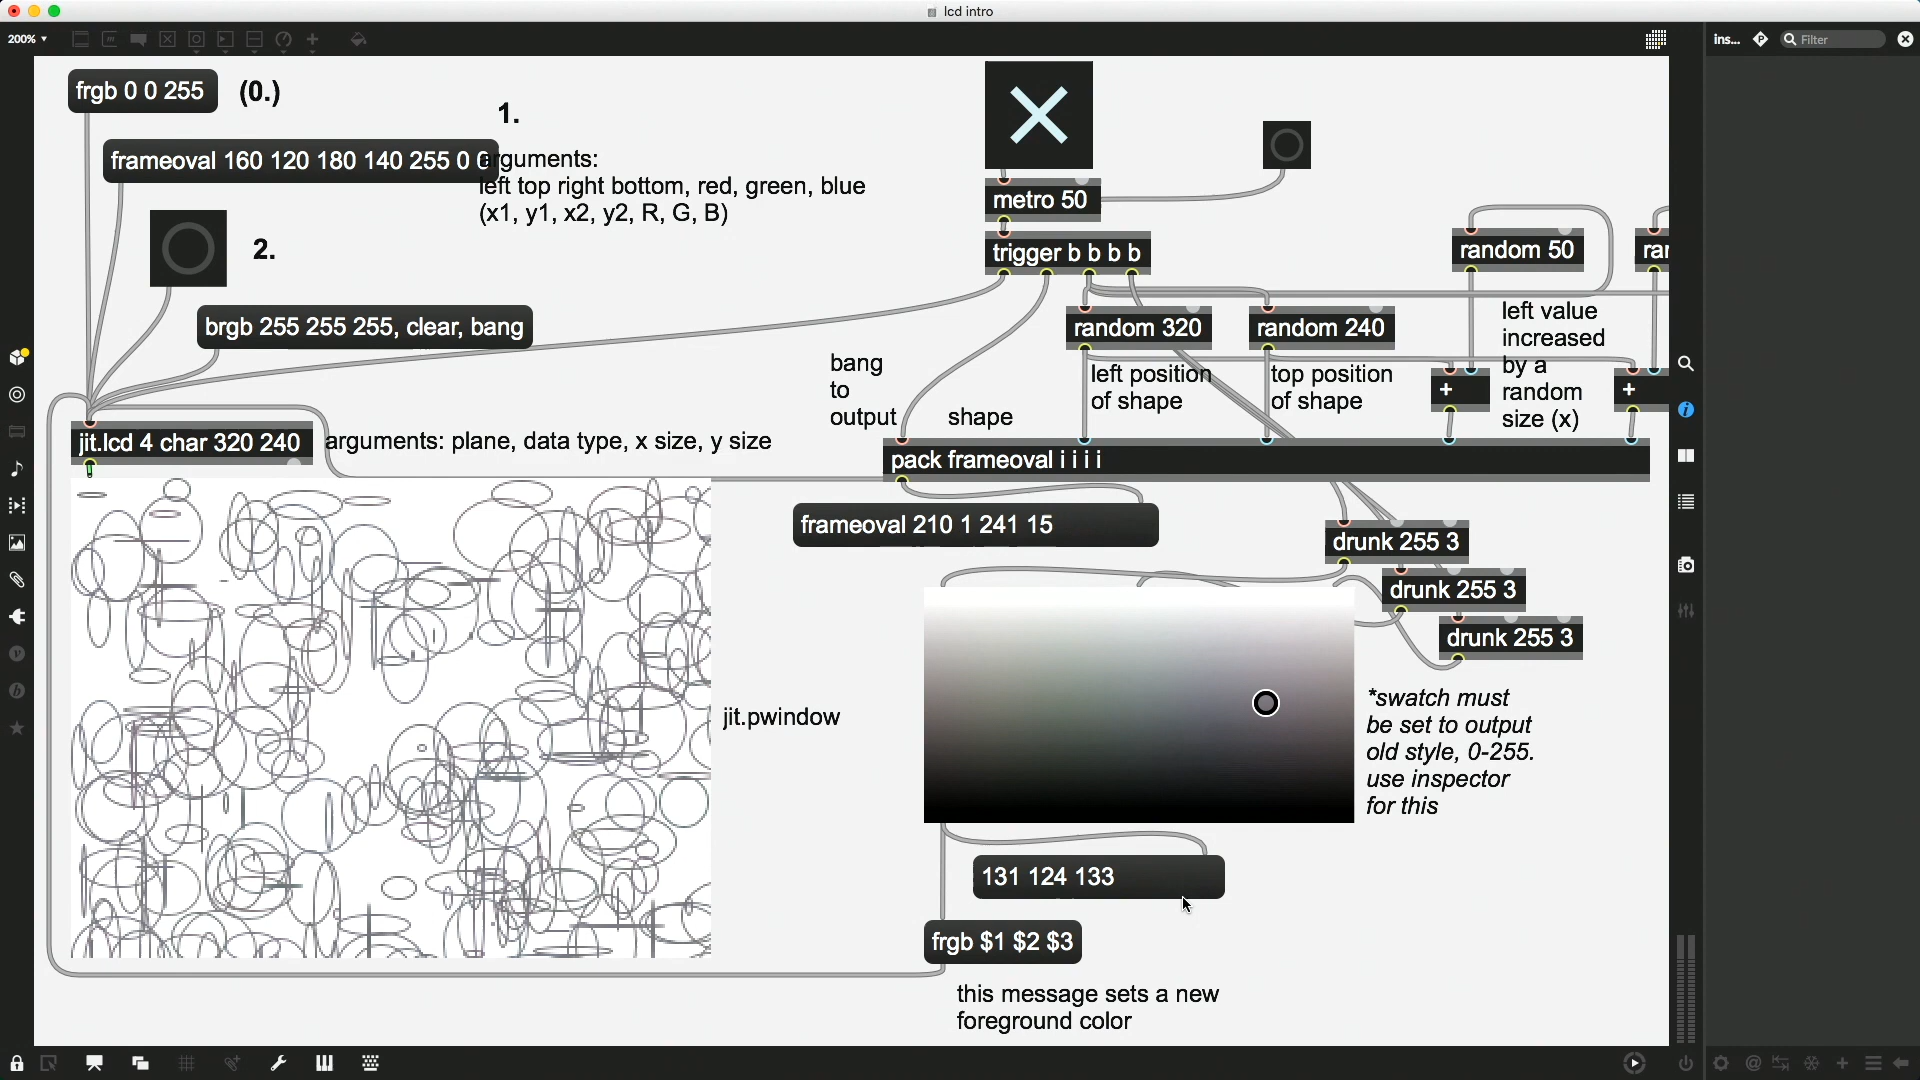 lcd intro
200%
ins...
Filter
frgb 0 0 255
(0.)
1.
frameoval 160 120 180 140 255 0 0
arguments:
left top right bottom, red, green, blue
(x1, y1, x2, y2, R, G, B)
2.
brgb 255 255 255, clear, bang
metro 50
trigger b b b b
random 50
random 320
random 240
left value
increased
by a
random
size (x)
bang
to
output
shape
left position
of shape
top position
of shape
+
+
jit.lcd 4 char 320 240
arguments: plane, data type, x size, y size
pack frameoval i i i i
frameoval 210 1 241 15
drunk 255 3
drunk 255 3
drunk 255 3
jit.pwindow
*swatch must
be set to output
old style, 0-255.
use inspector
for this
131 124 133
frgb $1 $2 $3
this message sets a new
foreground color